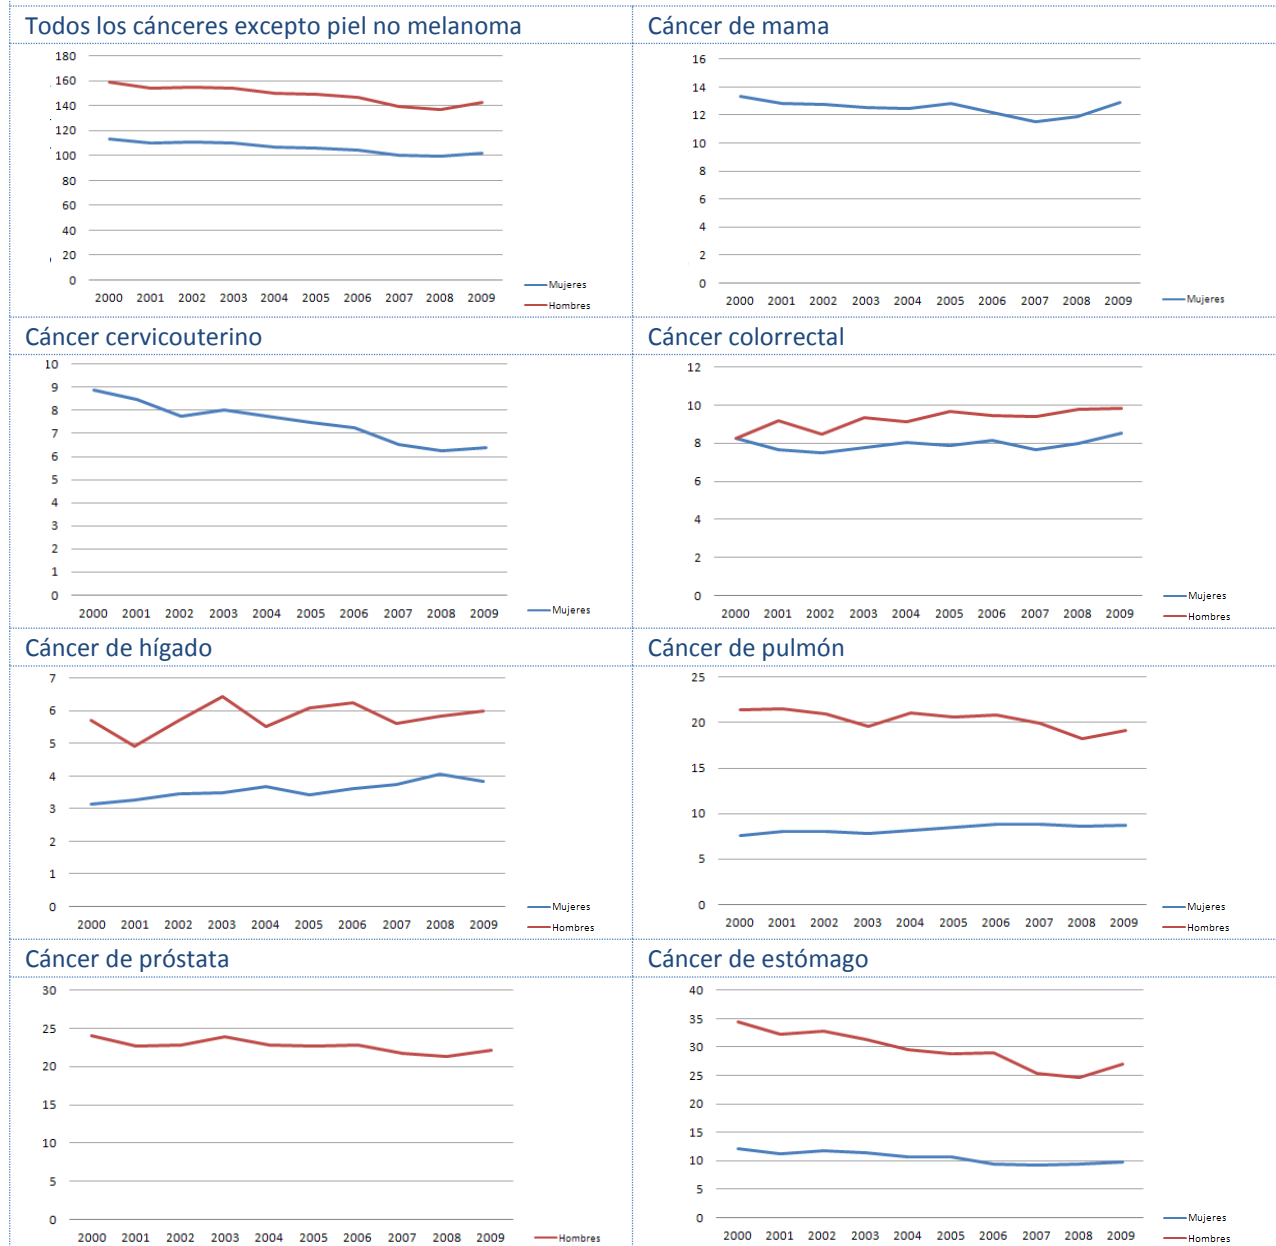 Todos los cánceres excepto piel no melanoma
180
160
140
120
100
80
60
40
20
0
2000 2001 2002 2003 2004 2005 2006 2007 2008 2009
Mujeres
Hombres
Cáncer de mama
16
14
12
10
8
6
4
2
0
2000 2001 2002 2003 2004 2005 2006 2007 2008 2009
Mujeres
Cáncer cervicouterino
10
9
8
7
6
5
4
3
2
1
0
2000 2001 2002 2003 2004 2005 2006 2007 2008 2009
Mujeres
Cáncer colorrectal
12
10
8
6
4
2
0
2000 2001 2002 2003 2004 2005 2006 2007 2008 2009
Mujeres
Hombres
Cáncer de hígado
7
6
5
4
3
2
1
0
2000 2001 2002 2003 2004 2005 2006 2007 2008 2009
Mujeres
Hombres
Cáncer de pulmón
25
20
15
10
5
0
2000 2001 2002 2003 2004 2005 2006 2007 2008 2009
Mujeres
Hombres
Cáncer de próstata
30
25
20
15
10
5
0
2000 2001 2002 2003 2004 2005 2006 2007 2008 2009
Hombres
Cáncer de estómago
40
35
30
25
20
15
10
5
0
2000 2001 2002 2003 2004 2005 2006 2007 2008 2009
Mujeres
Hombres